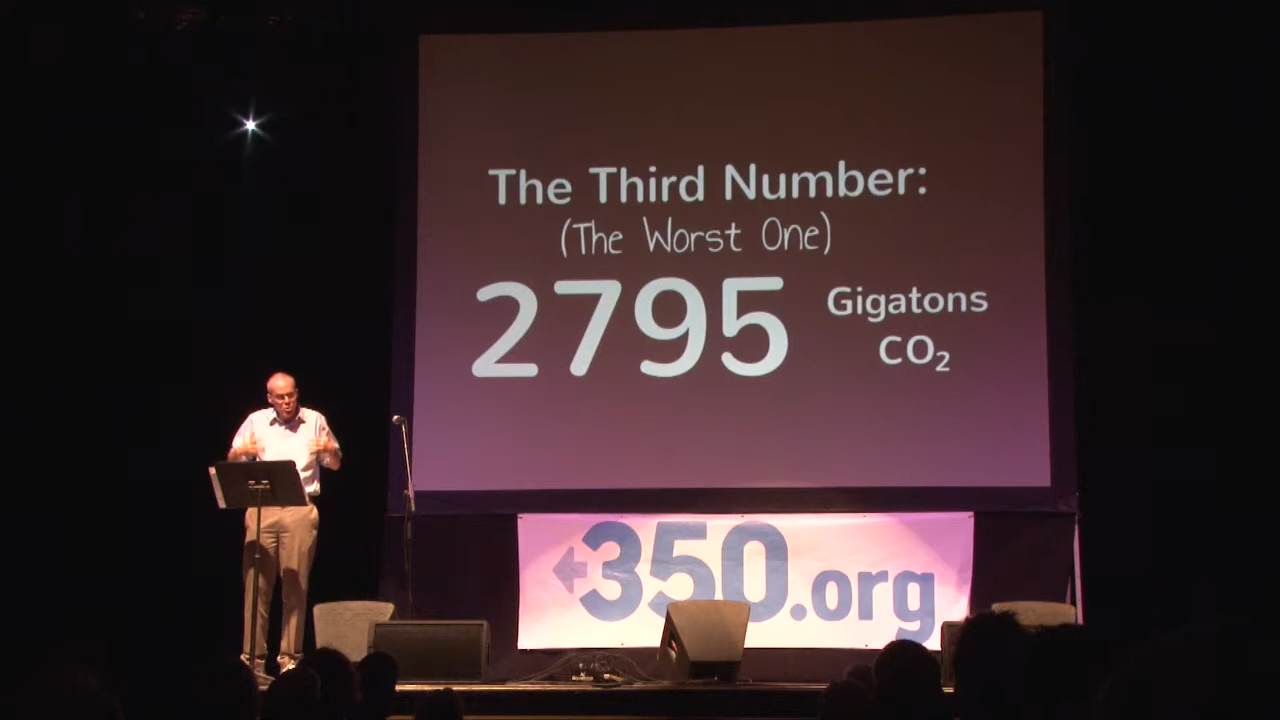 The Third Number:
(The Worst One)
2795 Gigatons
CO₂
350.org